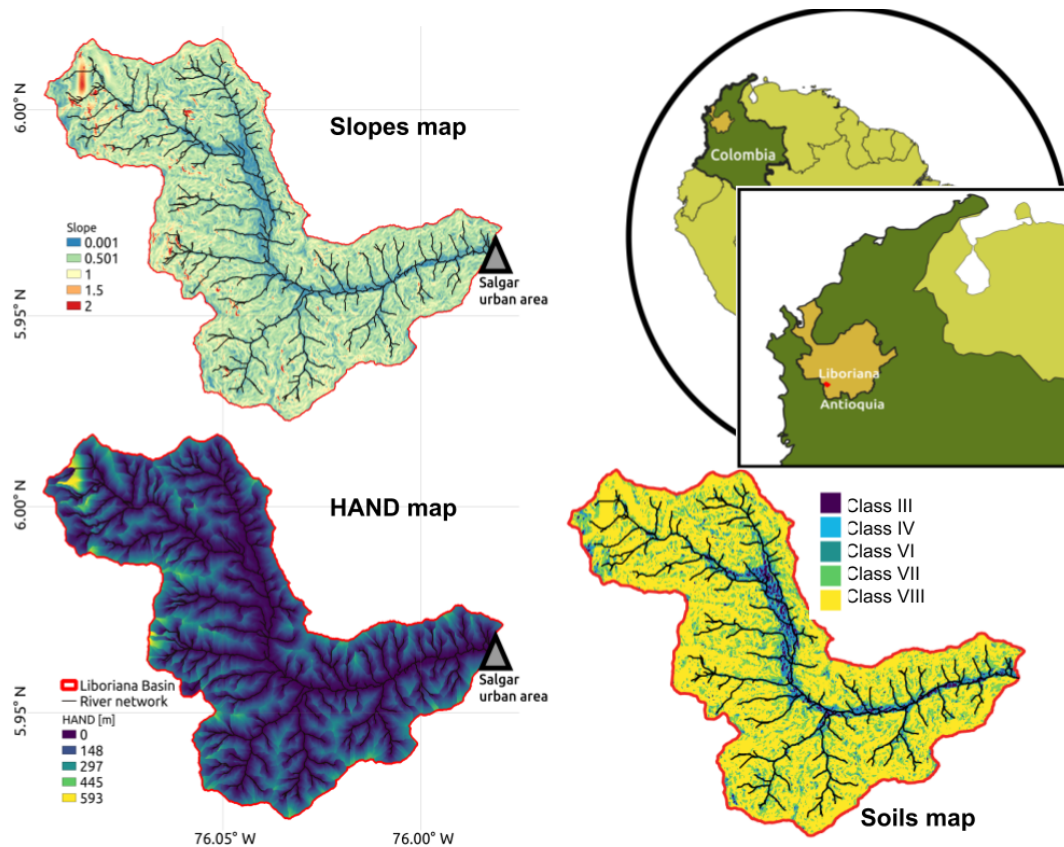 Slopes map
6.00° N
5.95° N
Slope
0.001
0.501
1
1.5
2
Salgar
urban area
Colombia
Liboriana
Antioquia
HAND map
6.00° N
5.95° N
Liboriana Basin
River network
HAND [m]
0
148
297
445
593
Salgar
urban area
76.05° W
76.00° W
Class III
Class IV
Class VI
Class VII
Class VIII
Soils map